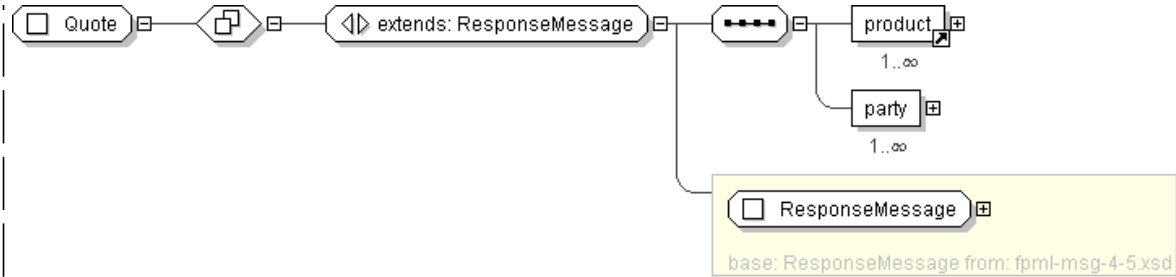 Quote
extends: ResponseMessage
product
1..∞
party
1..∞
ResponseMessage
base: ResponseMessage from: fpml-msg-4-5.xsd